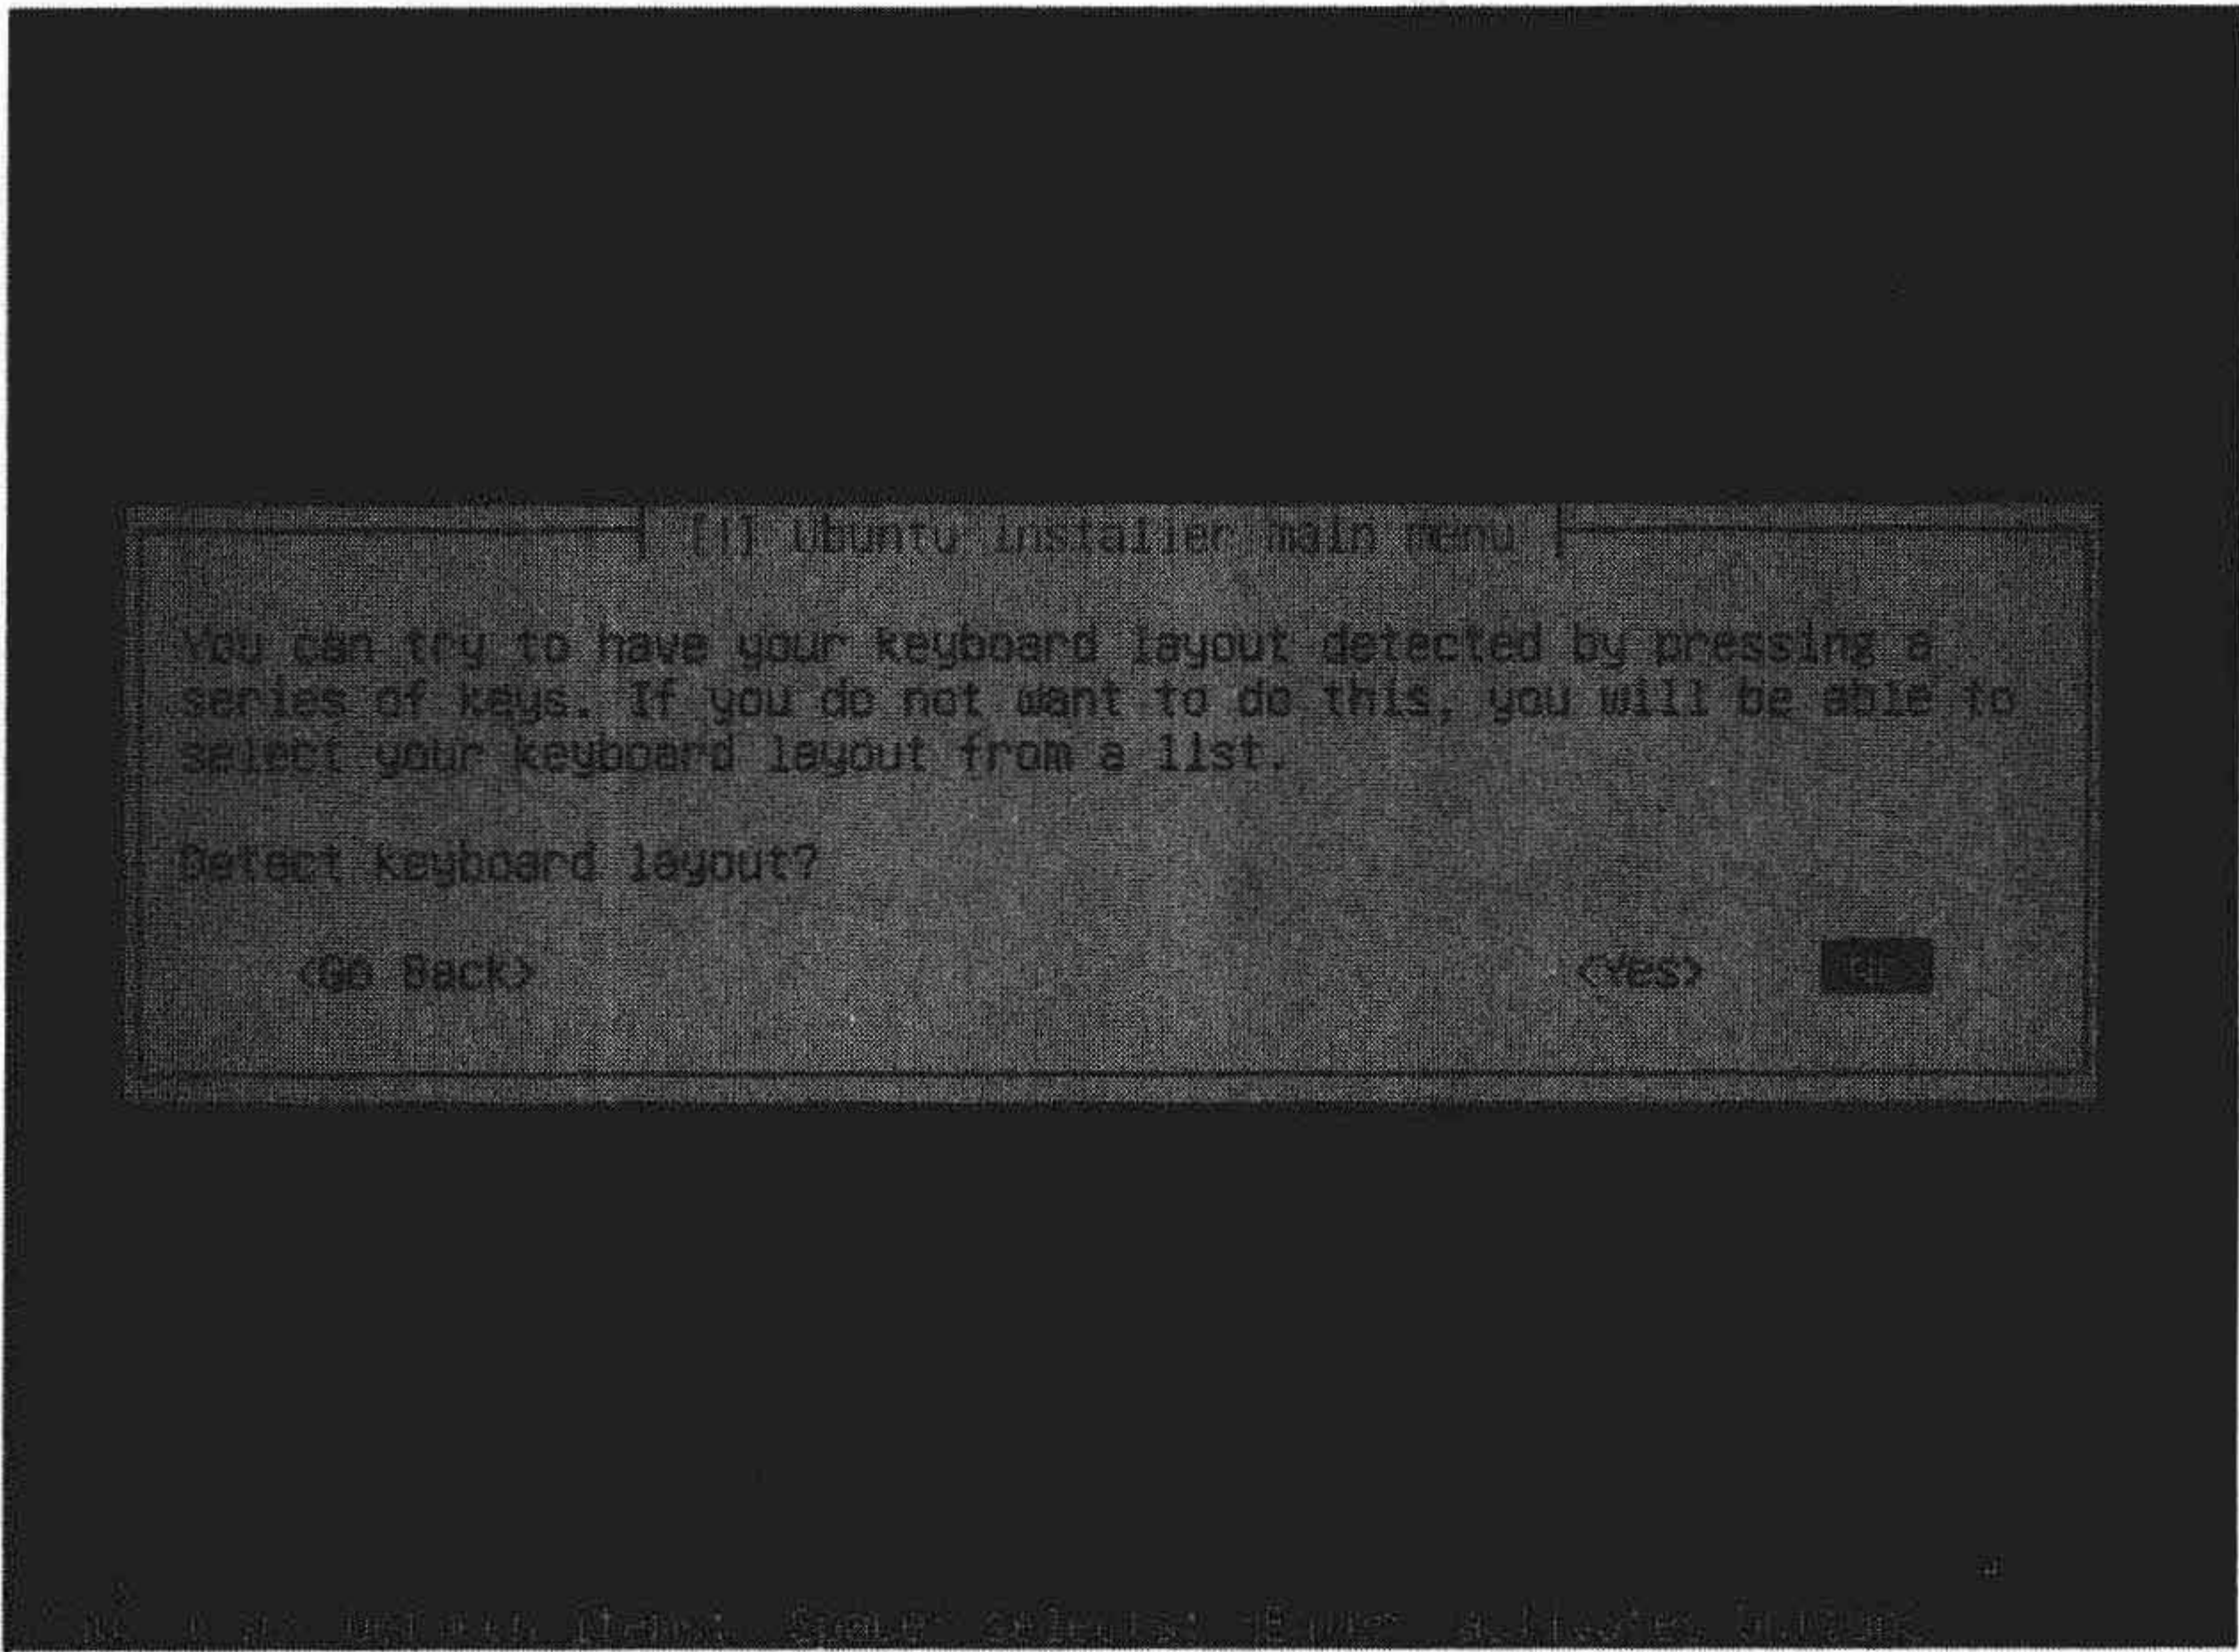 [!] Ubuntu installer main menu
You can try to have your keyboard layout detected by pressing a
series of keys. If you do not want to do this, you will be able to
select your keyboard layout from a list.
Detect keyboard layout?
<Go Back> <Yes>